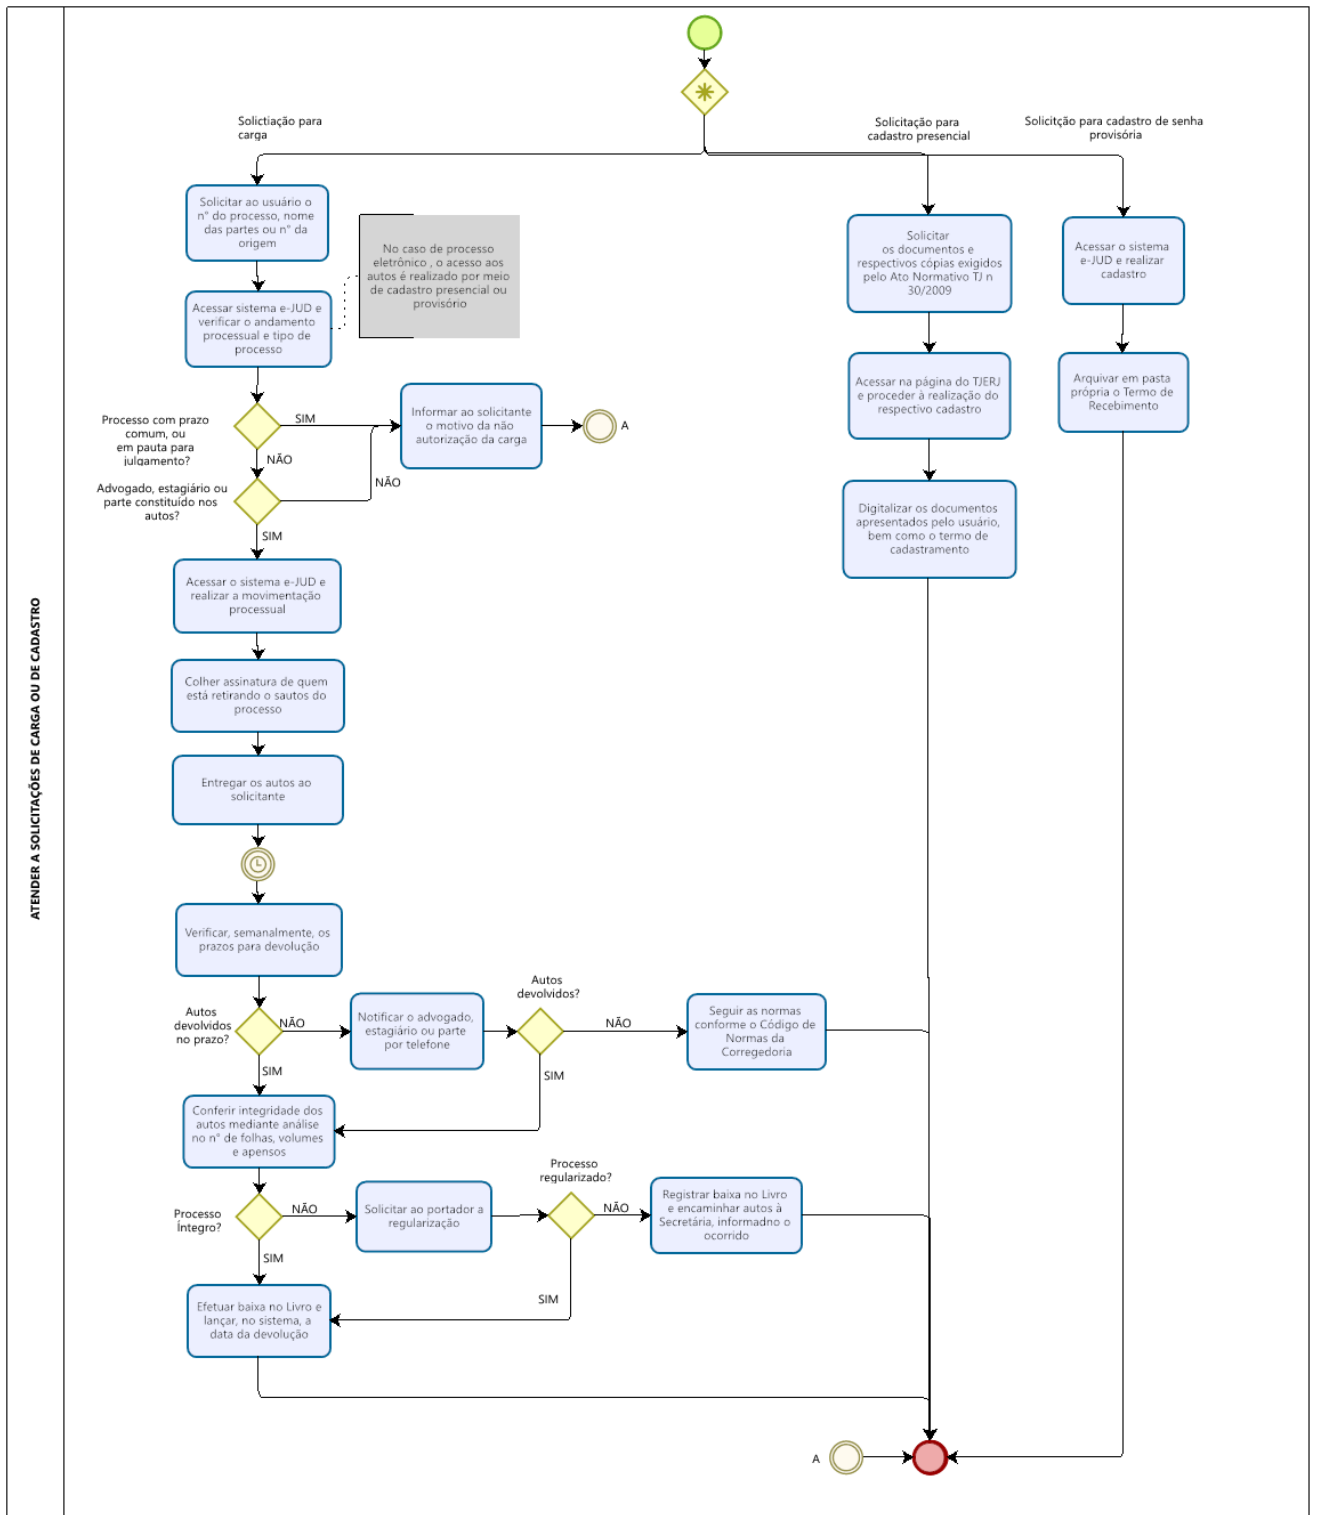 ATENDER A SOLICITAÇÕES DE CARGA OU DE CADASTRO
Solictiação para
carga
Solicitação para
cadastro presencial
Solicitção para cadastro de senha
provisória
Solicitar ao usuário o
n° do processo, nome
das partes ou n° da
origem
No caso de processo
eletrônico , o acesso aos
autos é realizado por meio
de cadastro presencial ou
provisório
Solicitar
os documentos e
respectivos cópias exigidos
pelo Ato Normativo TJ n
30/2009
Acessar o sistema
e-JUD e realizar
cadastro
Acessar sistema e-JUD e
verificar o andamento
processual e tipo de
processo
Acessar na página do TJERJ
e proceder à realização do
respectivo cadastro
Arquivar em pasta
própria o Termo de
Recebimento
Processo com prazo
comum, ou
em pauta para
julgamento?
SIM
NÃO
Informar ao solicitante
o motivo da não
autorização da carga
A
Advogado, estagiário ou
parte constituído nos
autos?
NÃO
SIM
Digitalizar os documentos
apresentados pelo usuário,
bem como o termo de
cadastramento
Acessar o sistema e-JUD e
realizar a movimentação
processual
Colher assinatura de quem
está retirando o sautos do
processo
Entregar os autos ao
solicitante
Verificar, semanalmente, os
prazos para devolução
Autos
devolvidos
no prazo?
NÃO
SIM
Notificar o advogado,
estagiário ou parte
por telefone
Autos
devolvidos?
NÃO
SIM
Seguir as normas
conforme o Código de
Normas da
Corregedoria
Conferir integridade dos
autos mediante análise
no n° de folhas, volumes
e apensos
Processo
Íntegro?
NÃO
SIM
Solicitar ao portador a
regularização
Processo
regularizado?
NÃO
SIM
Registrar baixa no Livro
e encaminhar autos à
Secretária, informadno o
ocorrido
Efetuar baixa no Livro e
lançar, no sistema, a
data da devolução
A